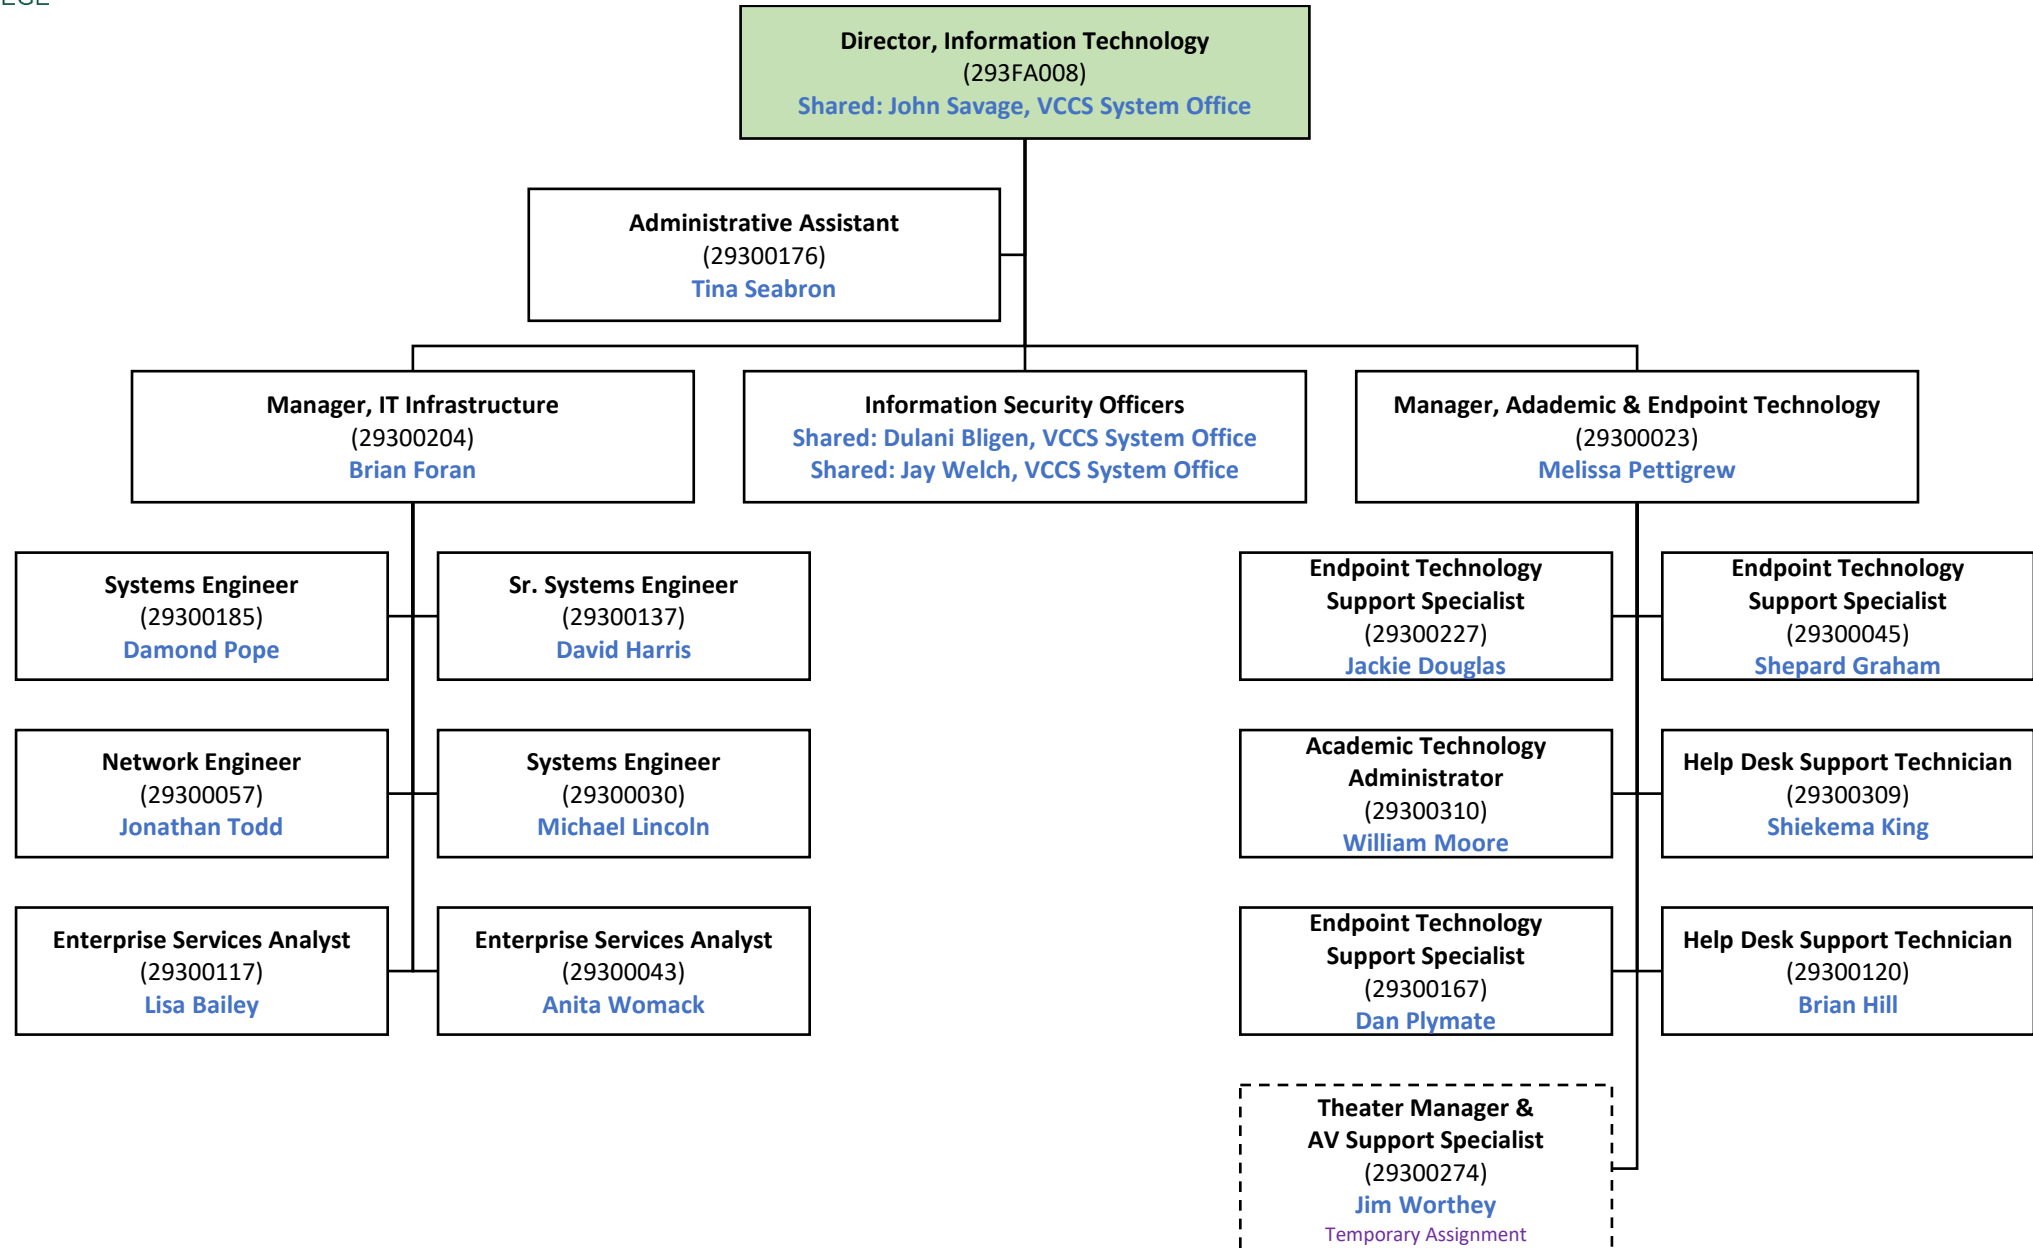 Director, Information Technology
(293FA008)
Shared: John Savage, VCCS System Office
Administrative Assistant
(29300176)
Tina Seabron
Manager, IT Infrastructure
(29300204)
Brian Foran
Information Security Officers
Shared: Dulani Bligen, VCCS System Office
Shared: Jay Welch, VCCS System Office
Manager, Adademic & Endpoint Technology
(29300023)
Melissa Pettigrew
Systems Engineer
(29300185)
Damond Pope
Sr. Systems Engineer
(29300137)
David Harris
Endpoint Technology
Support Specialist
(29300227)
Jackie Douglas
Endpoint Technology
Support Specialist
(29300045)
Shepard Graham
Network Engineer
(29300057)
Jonathan Todd
Systems Engineer
(29300030)
Michael Lincoln
Academic Technology
Administrator
(29300310)
William Moore
Help Desk Support Technician
(29300309)
Shiekema King
Enterprise Services Analyst
(29300117)
Lisa Bailey
Enterprise Services Analyst
(29300043)
Anita Womack
Endpoint Technology
Support Specialist
(29300167)
Dan Plymate
Help Desk Support Technician
(29300120)
Brian Hill
Theater Manager &
AV Support Specialist
(29300274)
Jim Worthey
Temporary Assignment